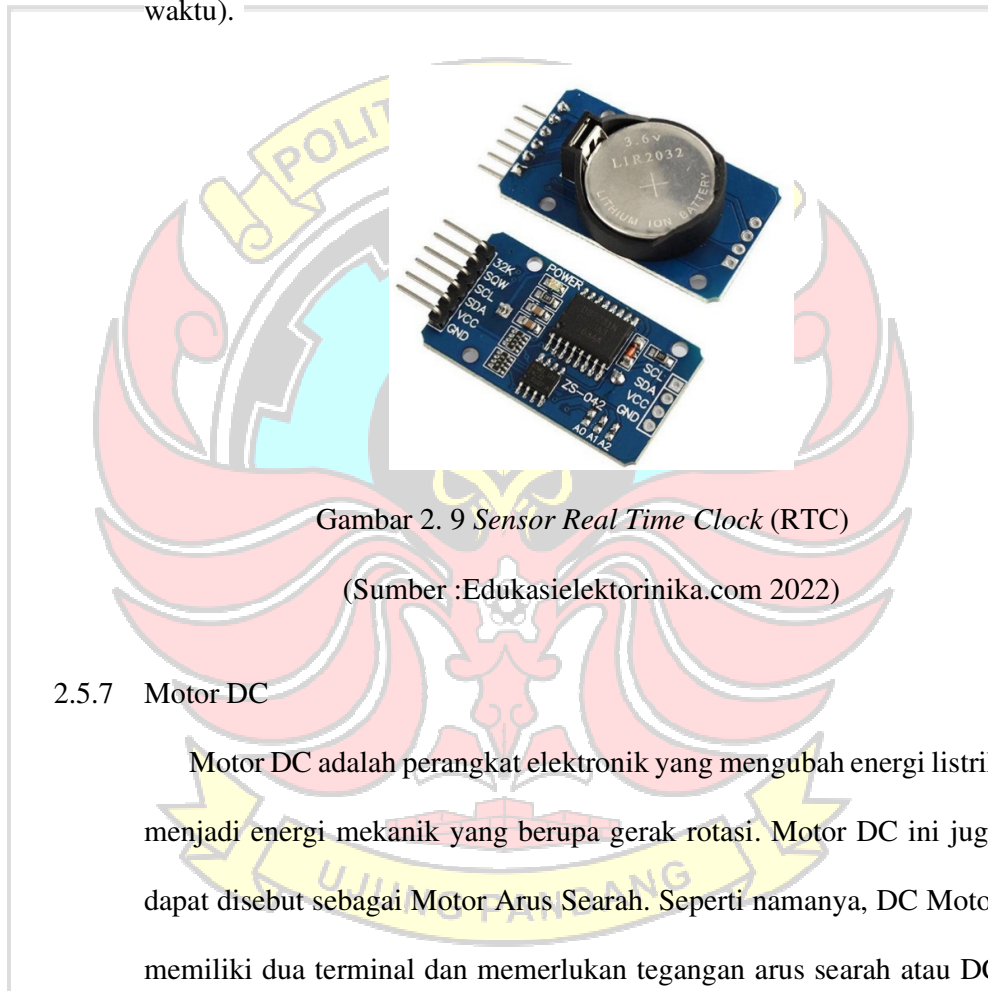 waktu).
POLIT
3.6V
LIR2032
LITHIUM ION BATTERY
32K
SQW
SCL
SDA
VCC
GND
POWER
ZS-042
A0 A1 A2
SCL
SDA
VCC
GND
Gambar 2. 9 Sensor Real Time Clock (RTC)
(Sumber :Edukasielektorinika.com 2022)
2.5.7 Motor DC
Motor DC adalah perangkat elektronik yang mengubah energi listri
menjadi energi mekanik yang berupa gerak rotasi. Motor DC ini jug
dapat disebut sebagai Motor Arus Searah. Seperti namanya, DC Moto
memiliki dua terminal dan memerlukan tegangan arus searah atau DC
UJUNG PANDANG